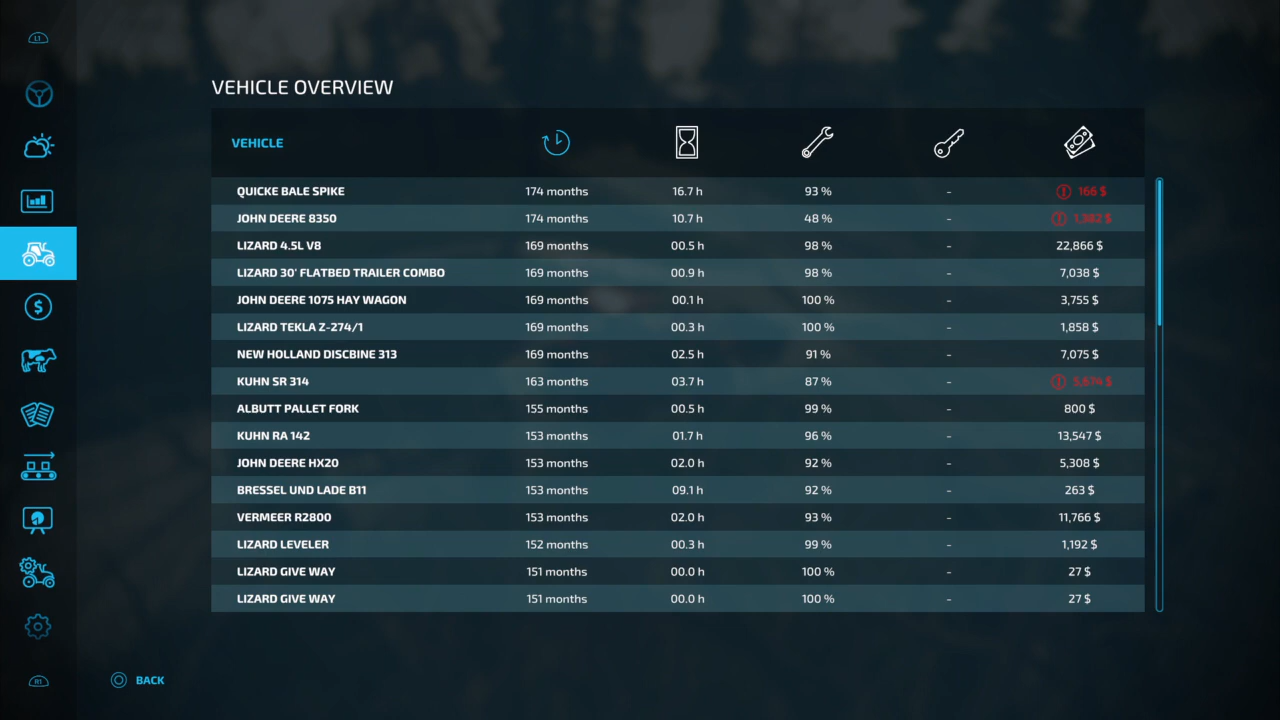 L1
VEHICLE OVERVIEW
VEHICLE
QUICKE BALE SPIKE 174 months 16.7 h 93 % - 166 $
JOHN DEERE 8350 174 months 10.7 h 48 % - $
LIZARD 4.5L V8 169 months 00.5 h 98 % - 22,866 $
LIZARD 30' FLATBED TRAILER COMBO 169 months 00.9 h 98 % - 7,038 $
JOHN DEERE 1075 HAY WAGON 169 months 00.1 h 100 % - 3,755 $
LIZARD TEKLA Z-274/1 169 months 00.3 h 100 % - 1,858 $
NEW HOLLAND DISCBINE 313 169 months 02.5 h 91 % - 7,075 $
KUHN SR 314 163 months 03.7 h 87 % - $
ALBUTT PALLET FORK 155 months 00.5 h 99 % - 800 $
KUHN RA 142 153 months 01.7 h 96 % - 13,547 $
JOHN DEERE HX20 153 months 02.0 h 92 % - 5,308 $
BRESSEL UND LADE B11 153 months 09.1 h 92 % - 263 $
VERMEER R2800 153 months 02.0 h 93 % - 11,766 $
LIZARD LEVELER 152 months 00.3 h 99 % - 1,192 $
LIZARD GIVE WAY 151 months 00.0 h 100 % - 27 $
LIZARD GIVE WAY 151 months 00.0 h 100 % - 27 $
R1
BACK